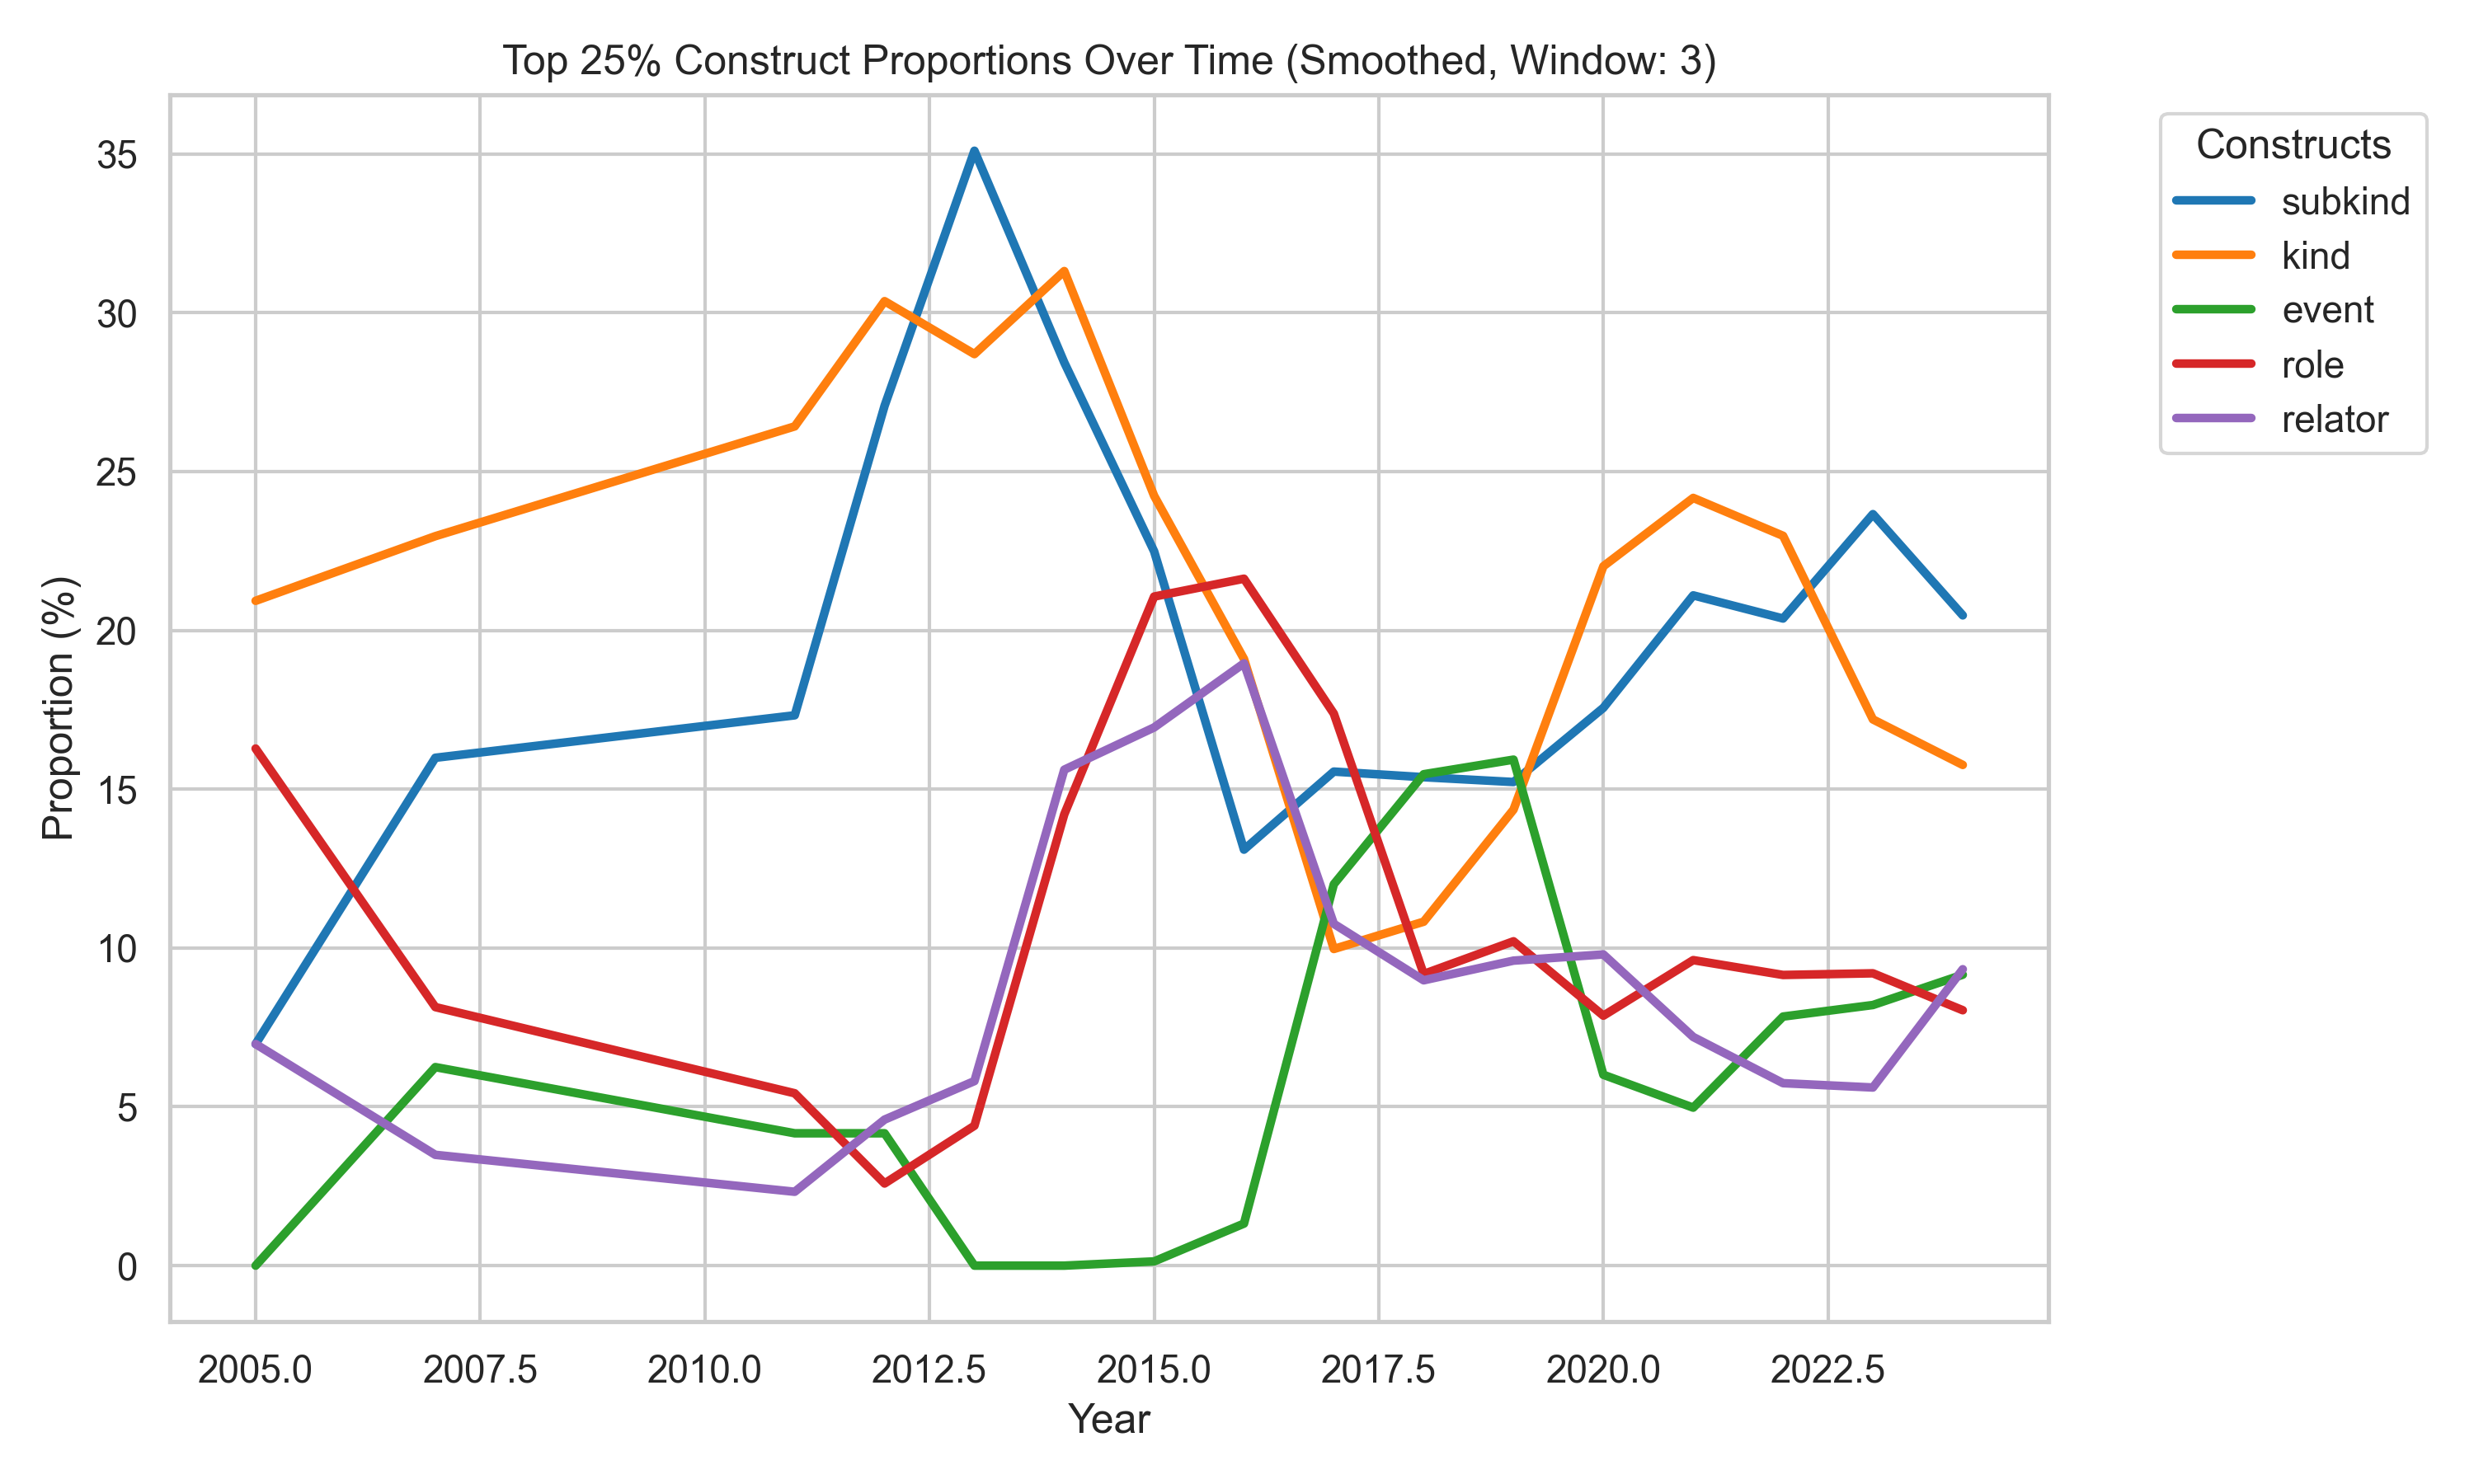 Top 25% Construct Proportions Over Time (Smoothed, Window: 3)
Constructs
subkind
kind
event
role
relator
Proportion (%)
35
30
25
20
15
10
5
0
2005.0 2007.5 2010.0 2012.5 2015.0 2017.5 2020.0 2022.5
Year